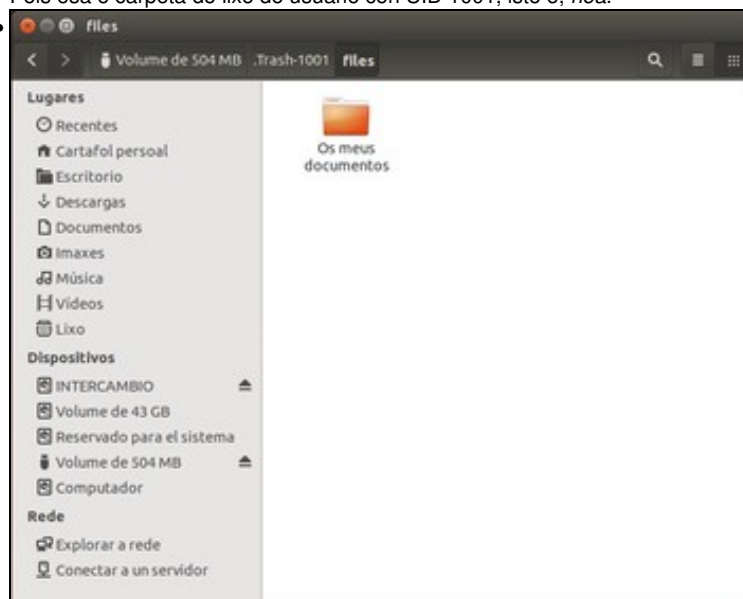 Pois esa é carpeta do lixo do usuario con UID 1001, isto é, noa.
files
Volume de 504 MB .Trash-1001 files
Lugares
Recentes
Cartafol persoal
Escritorio
Descargas
Documentos
Imaxes
Música
Vídeos
Lixo
Dispositivos
INTERCAMBIO
Volume de 43 GB
Reservado para el sistema
Volume de 504 MB
Computador
Rede
Explorar a rede
Conectar a un servidor
Os meus
documentos